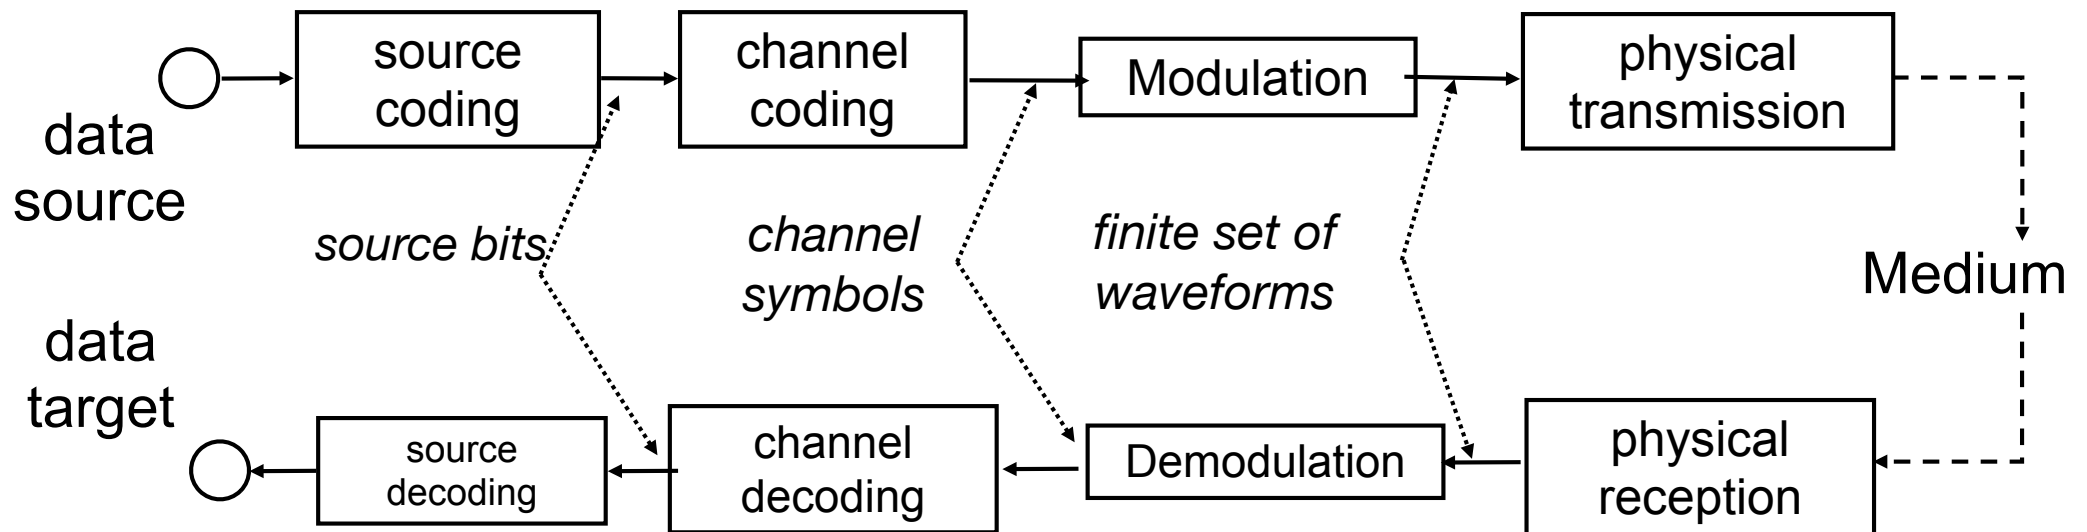 source
coding
channel
coding
Modulation
physical
transmission
data
source
source bits
channel
symbols
finite set of
waveforms
Medium
data
target
source
decoding
channel
decoding
Demodulation
physical
reception